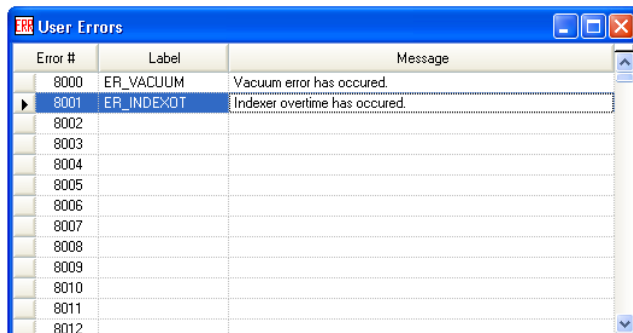 ERR User Errors
Error # Label Message
8000 ER_VACUUM Vacuum error has occured.
8001 ER_INDEXOT Indexer overtime has occured.
8002
8003
8004
8005
8006
8007
8008
8009
8010
8011
8012